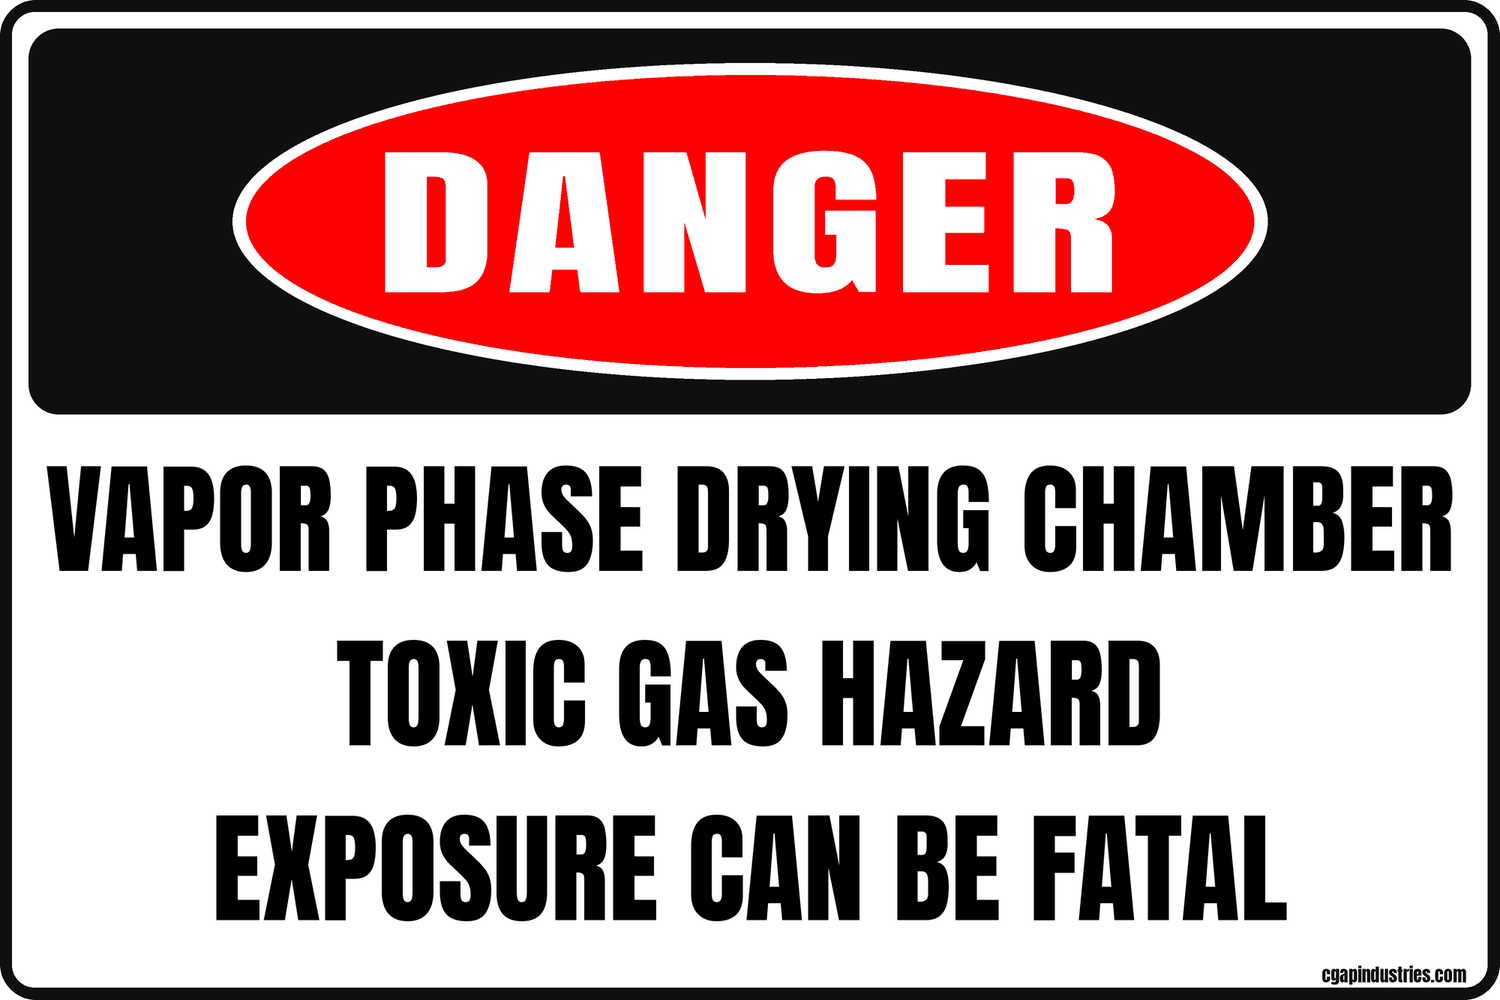 DANGER
VAPOR PHASE DRYING CHAMBER
TOXIC GAS HAZARD
EXPOSURE CAN BE FATAL
cgapindustries.com